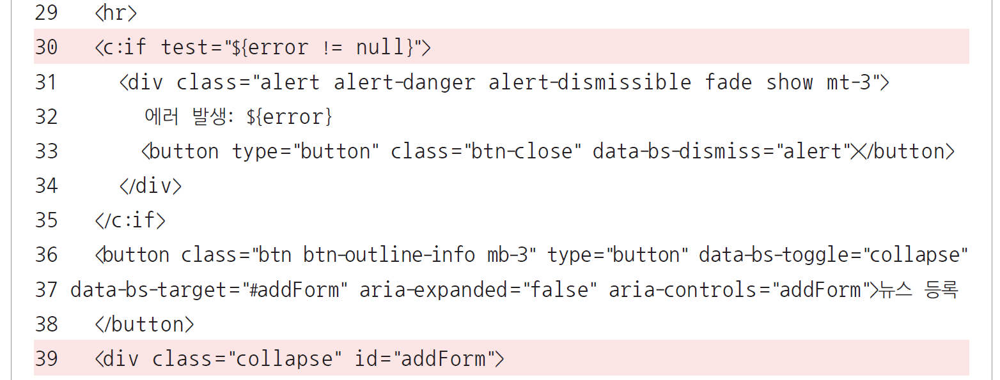 29 <hr>
30 <c:if test="${error != null}">
31 <div class="alert alert-danger alert-dismissible fade show mt-3">
32 에러 발생: ${error}
33 <button type="button" class="btn-close" data-bs-dismiss="alert"></button>
34 </div>
35 </c:if>
36 <button class="btn btn-outline-info mb-3" type="button" data-bs-toggle="collapse"
37 data-bs-target="#addForm" aria-expanded="false" aria-controls="addForm">뉴스 등록
38 </button>
39 <div class="collapse" id="addForm">